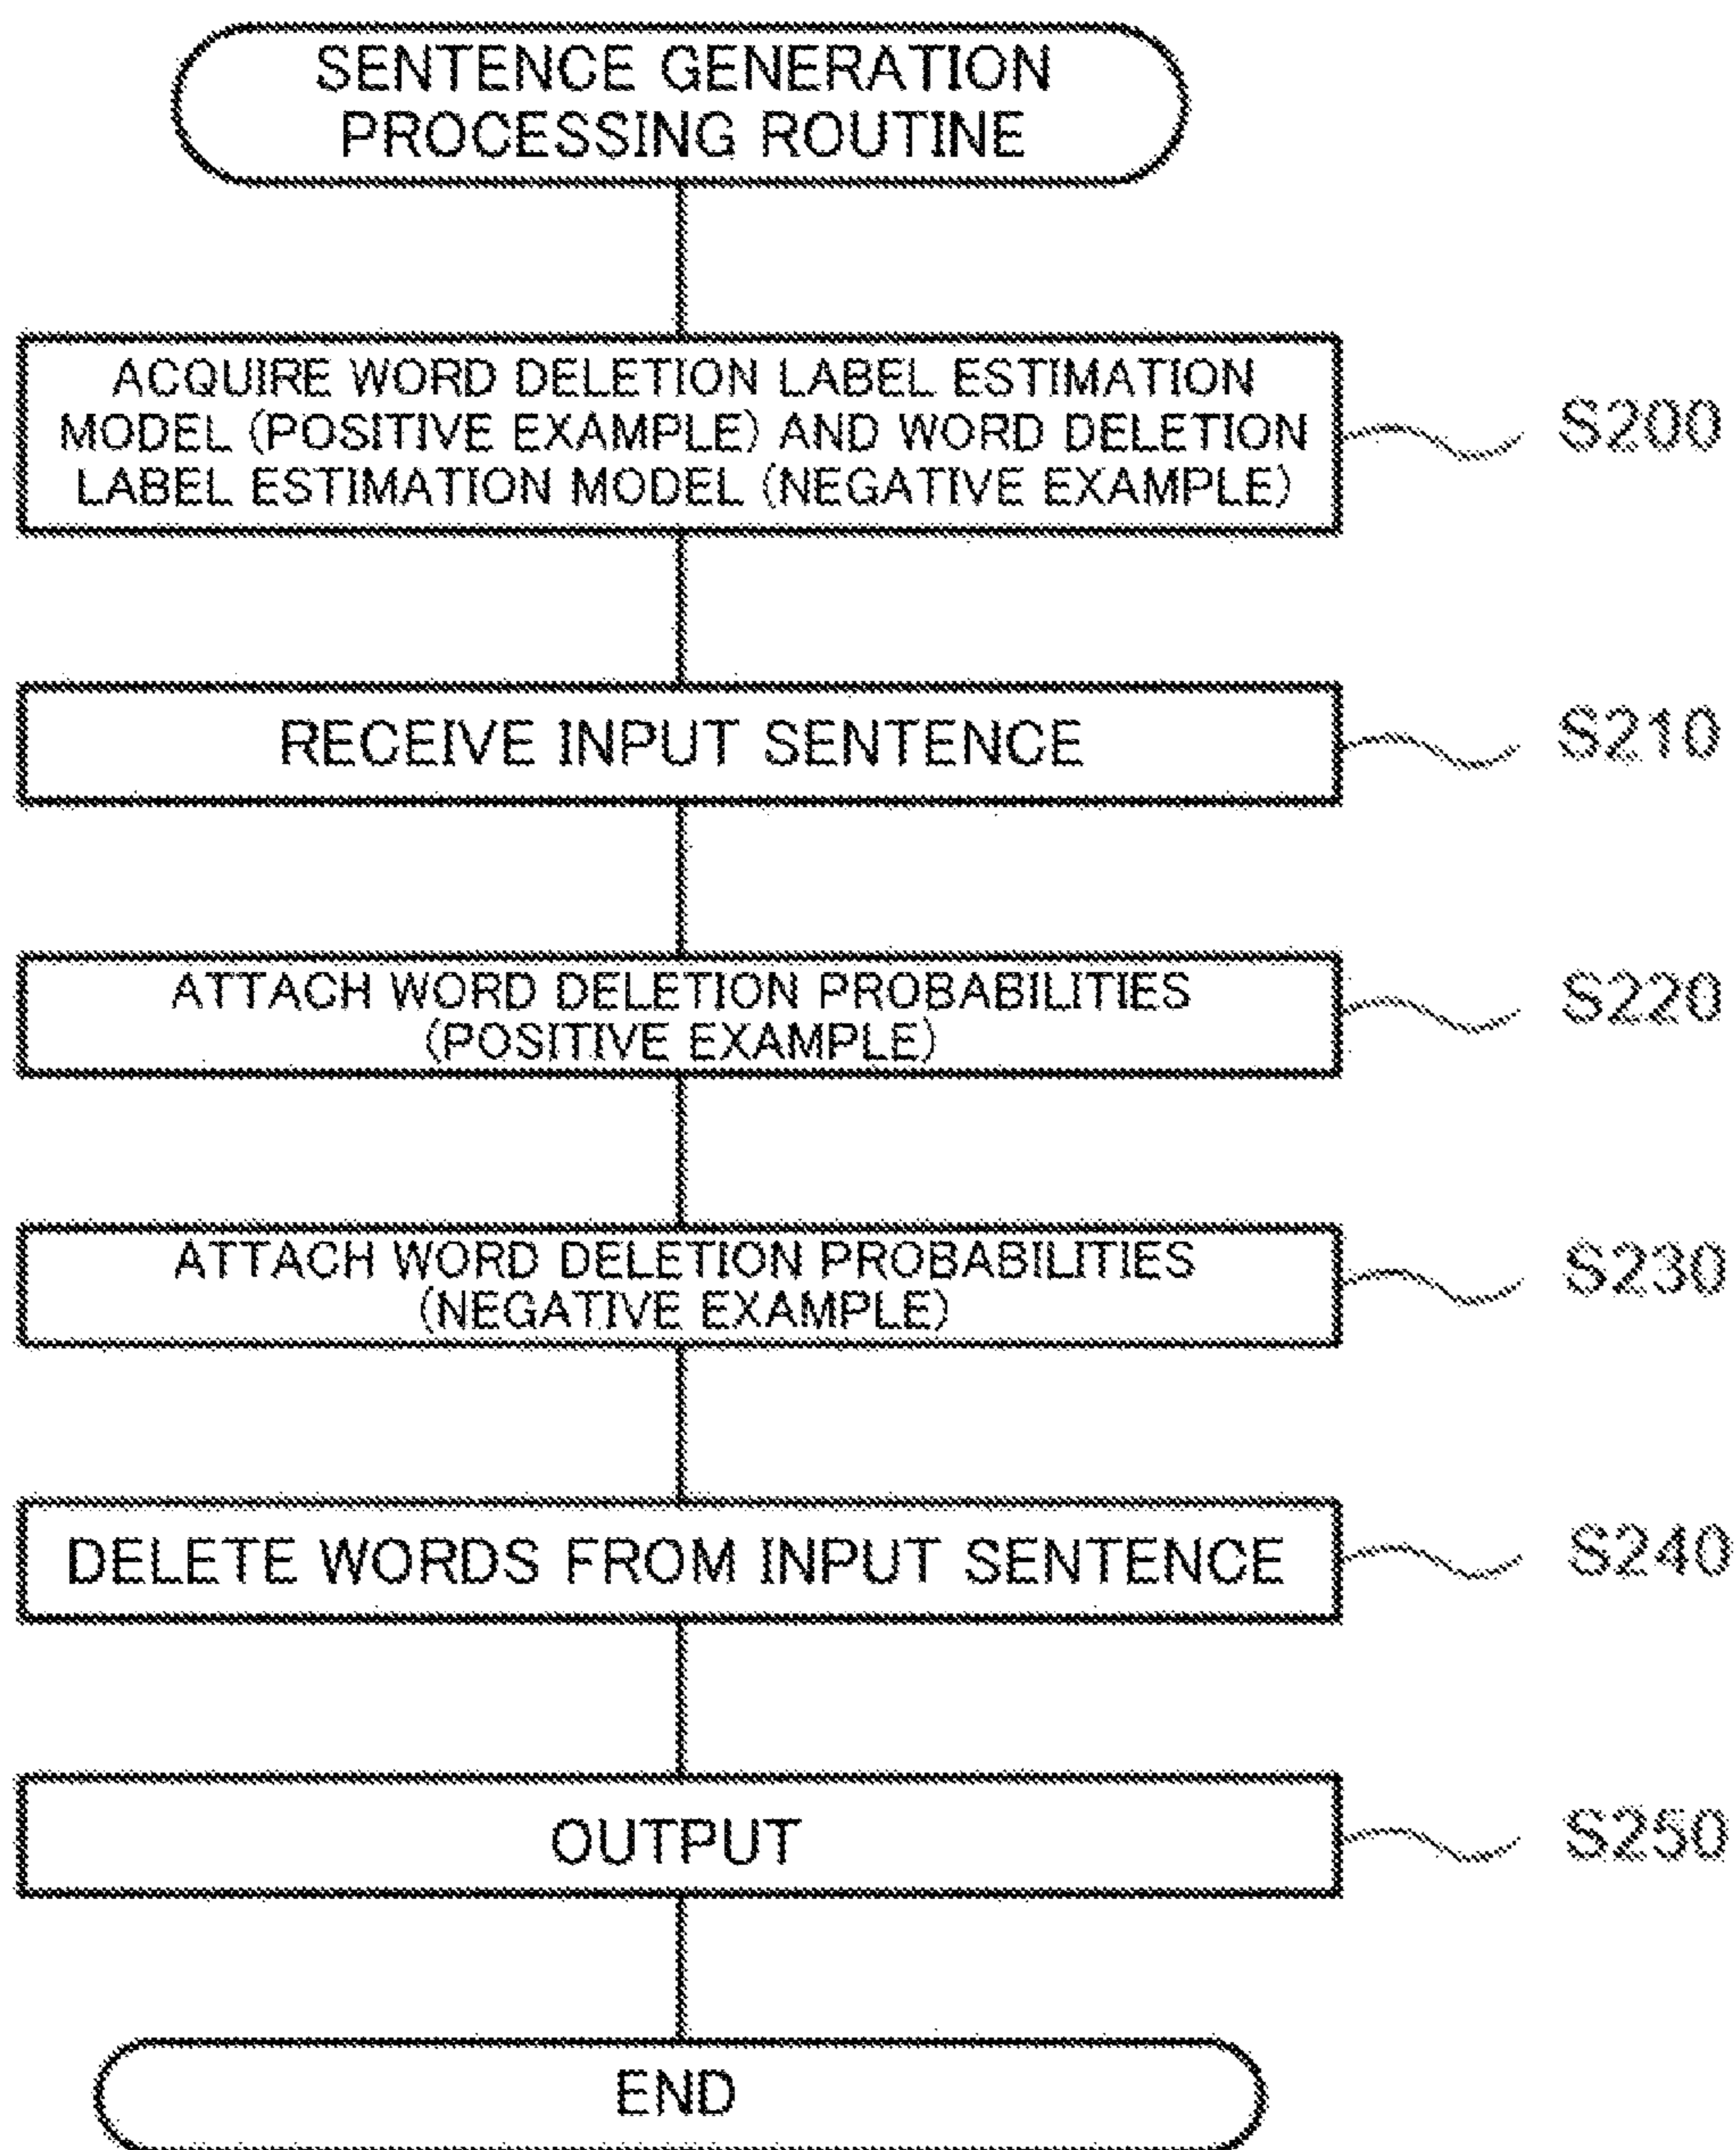 SENTENCE GENERATION
PROCESSING ROUTINE
ACQUIRE WORD DELETION LABEL ESTIMATION
MODEL (POSITIVE EXAMPLE) AND WORD DELETION
LABEL ESTIMATION MODEL (NEGATIVE EXAMPLE)
S200
RECEIVE INPUT SENTENCE
S210
ATTACH WORD DELETION PROBABILITIES
(POSITIVE EXAMPLE)
S220
ATTACH WORD DELETION PROBABILITIES
(NEGATIVE EXAMPLE)
S230
DELETE WORDS FROM INPUT SENTENCE
S240
OUTPUT
S250
END